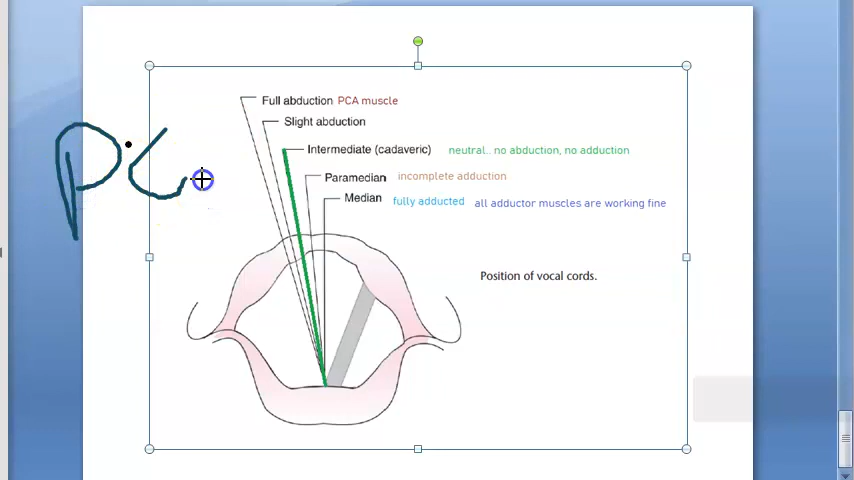 Full abduction PCA muscle
Slight abduction
Intermediate (cadaveric) neutral.. no abduction, no adduction
Paramedian incomplete adduction
Median fully adducted all adductor muscles are working fine
Position of vocal cords.
PC